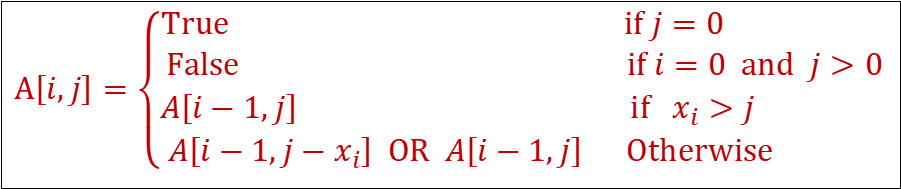 True if j = 0
False if i = 0 and j > 0
A[i, j] =
A[i − 1, j] if x_i > j
A[i − 1, j − x_i] OR A[i − 1, j] Otherwise